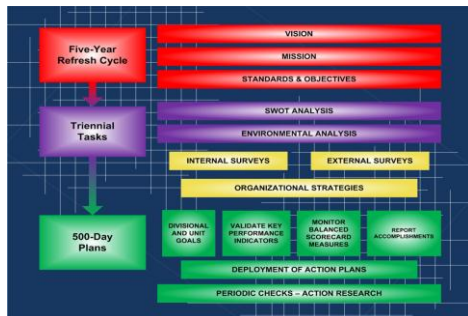 Five-Year
Refresh Cycle
VISION
MISSION
STANDARDS & OBJECTIVES
Triennial
Tasks
SWOT ANALYSIS
ENVIRONMENTAL ANALYSIS
INTERNAL SURVEYS
EXTERNAL SURVEYS
ORGANIZATIONAL STRATEGIES
500-Day
Plans
DIVISIONAL
AND UNIT
GOALS
VALIDATE KEY
PERFORMANCE
INDICATORS
MONITOR
BALANCED
SCORECARD
MEASURES
REPORT
ACCOMPLISHMENTS
DEPLOYMENT OF ACTION PLANS
PERIODIC CHECKS – ACTION RESEARCH